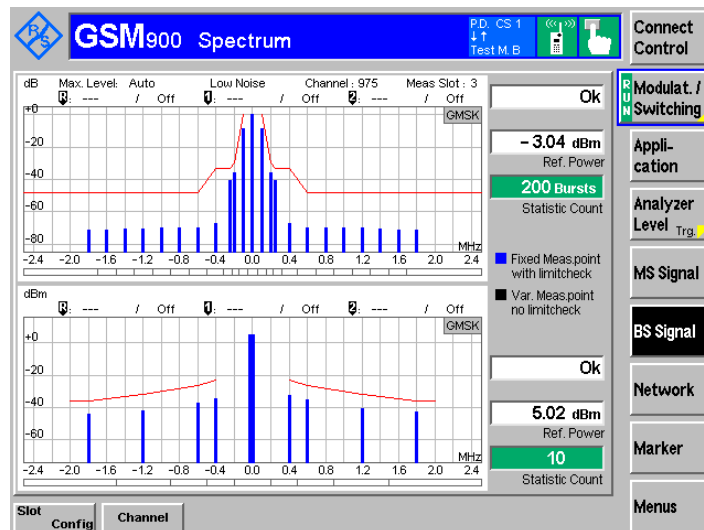 R S
GSM900 Spectrum
P.D. CS 1
↓↑
Test M. B
Connect
Control
dB Max. Level: Auto Low Noise Channel : 975 Meas Slot : 3
R: --- / Off 1: --- / Off 2: --- / Off
GMSK
+0
-20
-40
-60
-80
MHz
-2.4 -2.0 -1.6 -1.2 -0.8 -0.4 0.0 0.4 0.8 1.2 1.6 2.0 2.4
Ok
– 3.04 dBm
Ref. Power
200 Bursts
Statistic Count
Fixed Meas.point
with limitcheck
Var. Meas.point
no limitcheck
dBm
R: --- / Off 1: --- / Off 2: --- / Off
GMSK
+0
-20
-40
-60
MHz
-2.4 -2.0 -1.6 -1.2 -0.8 -0.4 0.0 0.4 0.8 1.2 1.6 2.0 2.4
Ok
5.02 dBm
Ref. Power
10
Statistic Count
RUN
Modulat. /
Switching
Appli-
cation
Analyzer
Level Trg.
MS Signal
BS Signal
Network
Marker
Menus
Slot
Config
Channel